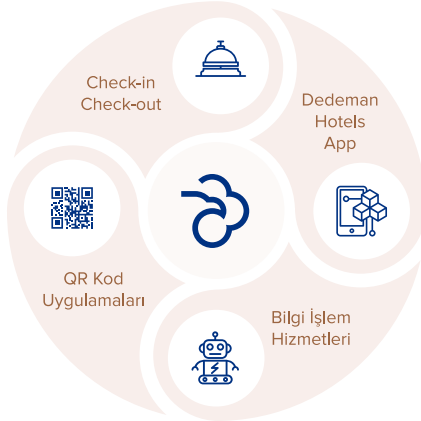 Check-in
Check-out
Dedeman
Hotels
App
QR Kod
Uygulamaları
Bilgi İşlem
Hizmetleri